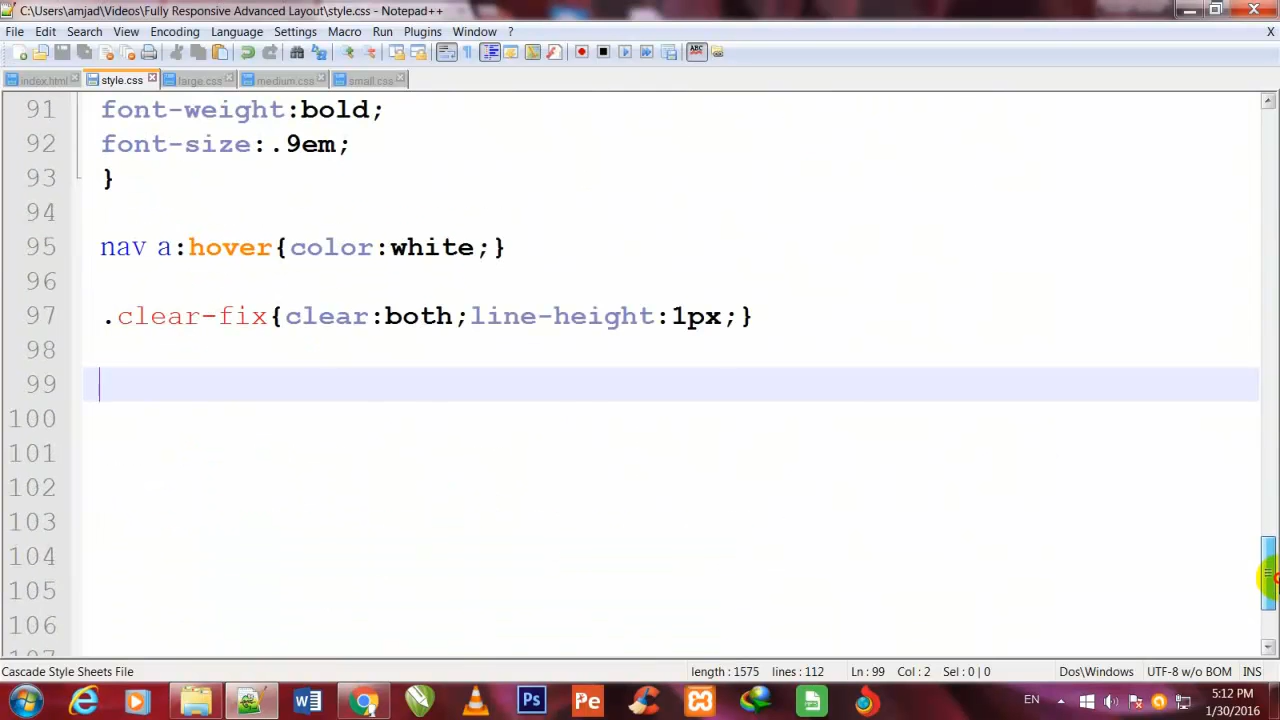 C:\Users\amjad\Videos\Fully Responsive Advanced Layout\style.css - Notepad++
File Edit Search View Encoding Language Settings Macro Run Plugins Window ? X
ABC
index.html style.css large.css medium.css small.css
91 font-weight:bold;
92 font-size:.9em;
93 }
94
95 nav a:hover{color:white;}
96
97 .clear-fix{clear:both;line-height:1px;}
98
99
100
101
102
103
104
105
106
107
Cascade Style Sheets File length : 1575 lines : 112 Ln : 99 Col : 2 Sel : 0 | 0 Dos\Windows UTF-8 w/o BOM INS
W Ps Pe EN 5:12 PM
1/30/2016